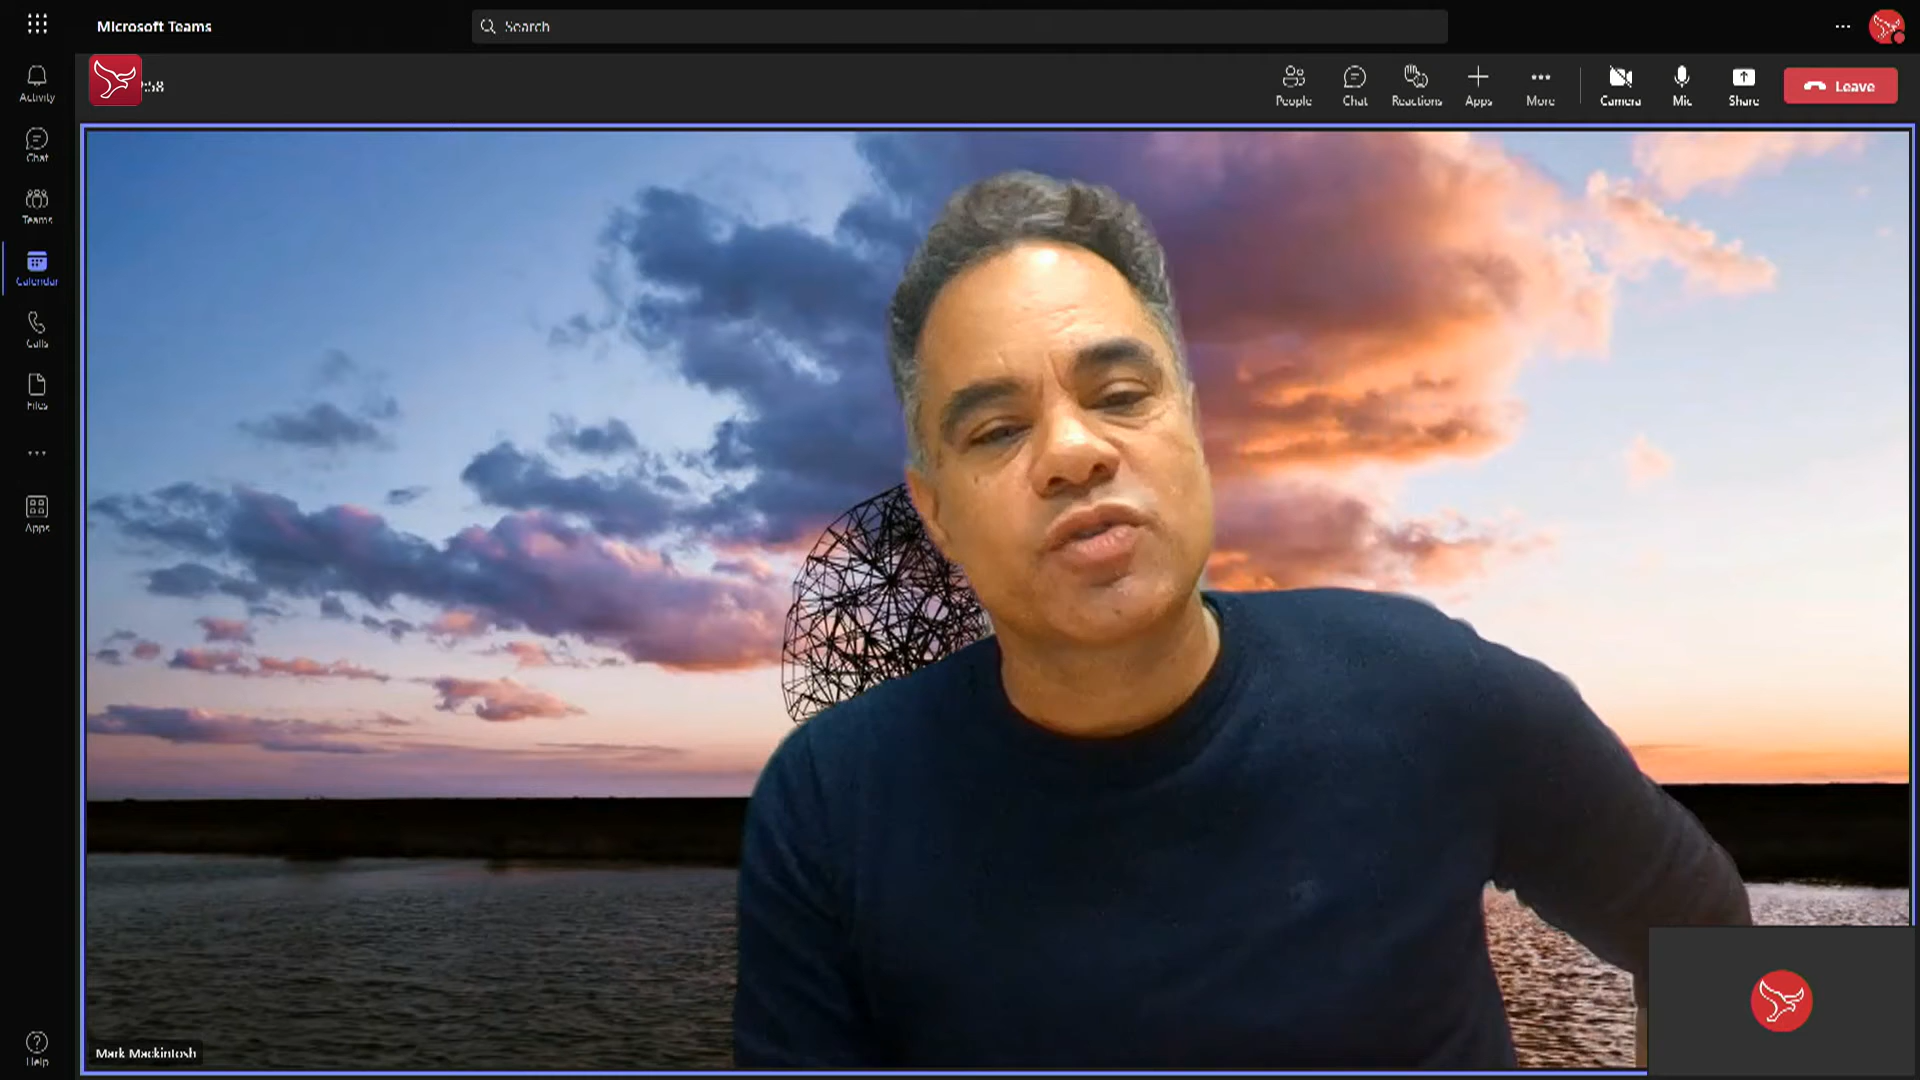 Microsoft Teams
Search
Activity
Chat
Teams
Calendar
Calls
Files
Apps
Help
:58
People
Chat
Reactions
Apps
More
Camera
Mic
Share
Leave
Mark Mackintosh